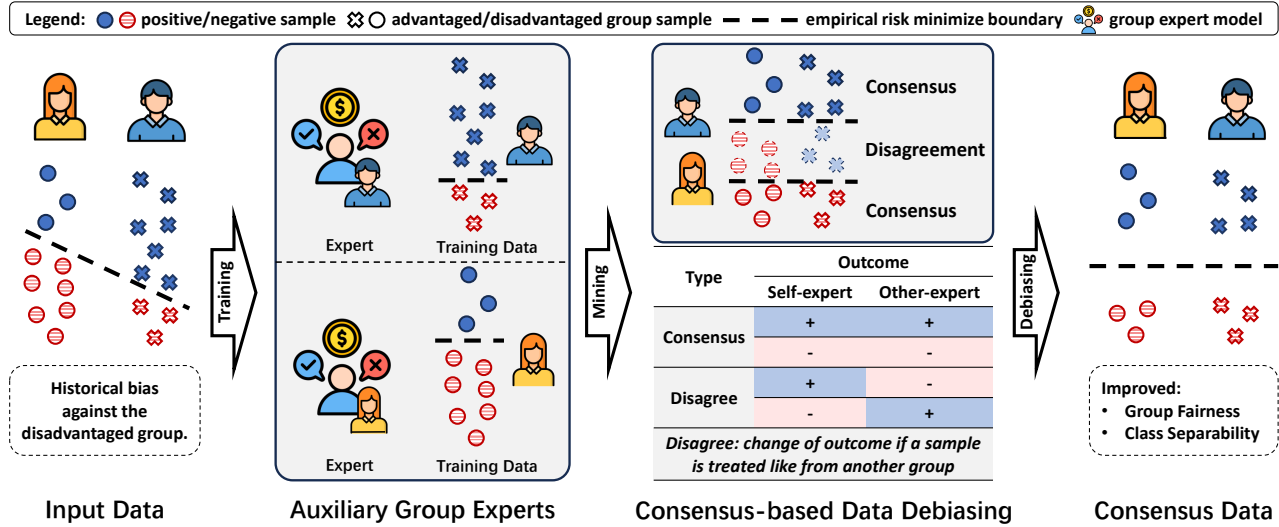 Legend: positive/negative sample advantaged/disadvantaged group sample empirical risk minimize boundary group expert model
Training
Historical bias
against the
disadvantaged group.
Input Data
Expert
Training Data
Expert
Training Data
Auxiliary Group Experts
Mining
Consensus
Disagreement
Consensus
Type
Outcome
Self-expert Other-expert
Consensus
+ +
- -
Disagree
+ -
- +
Disagree: change of outcome if a sample
is treated like from another group
Consensus-based Data Debiasing
Debiasing
Improved:
• Group Fairness
• Class Separability
Consensus Data